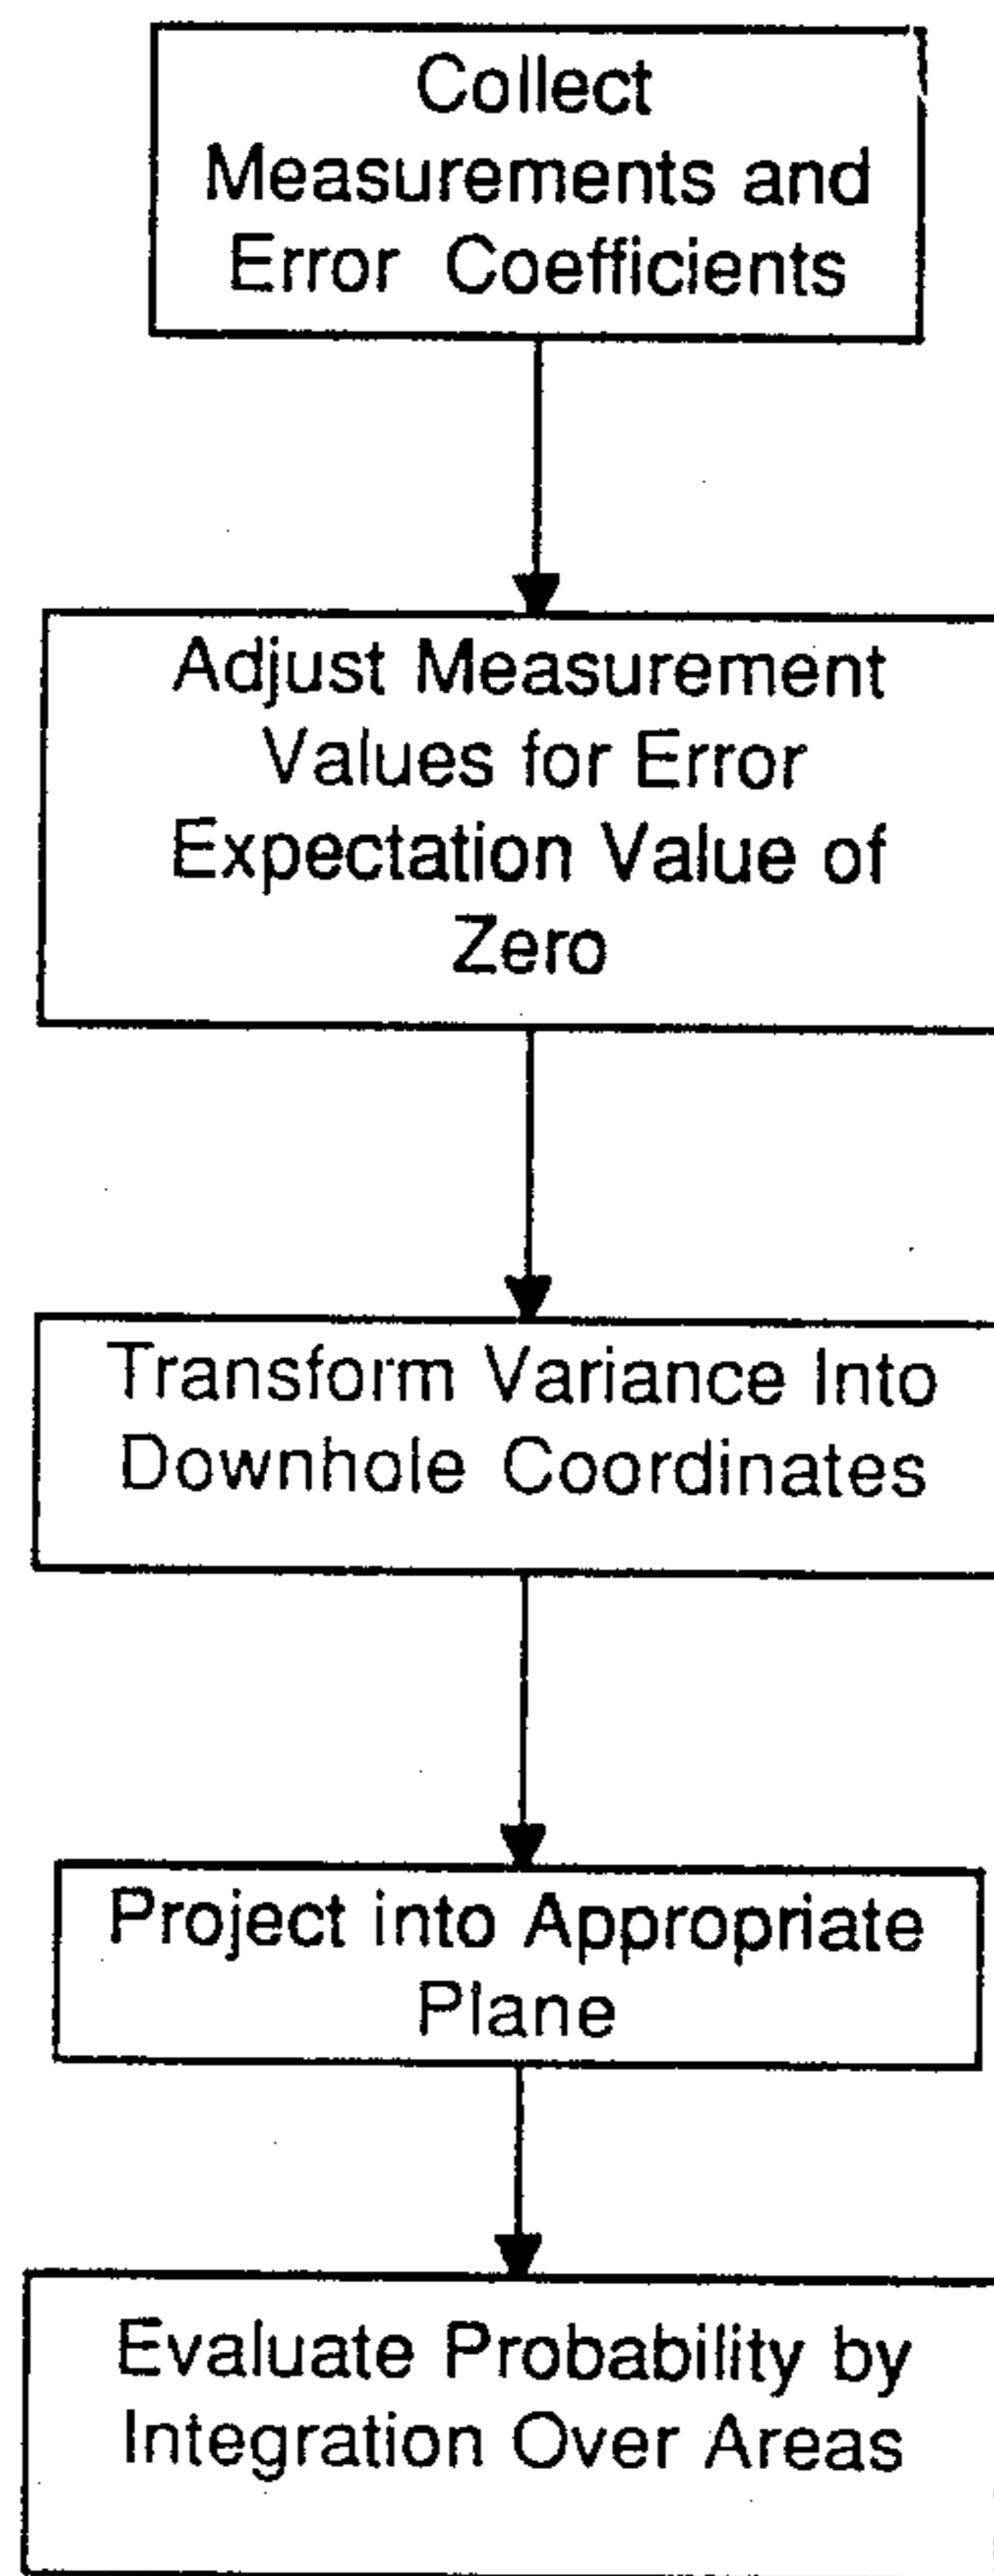 Collect
Measurements and
Error Coefficients
Adjust Measurement
Values for Error
Expectation Value of
Zero
Transform Variance Into
Downhole Coordinates
Project into Appropriate
Plane
Evaluate Probability by
Integration Over Areas